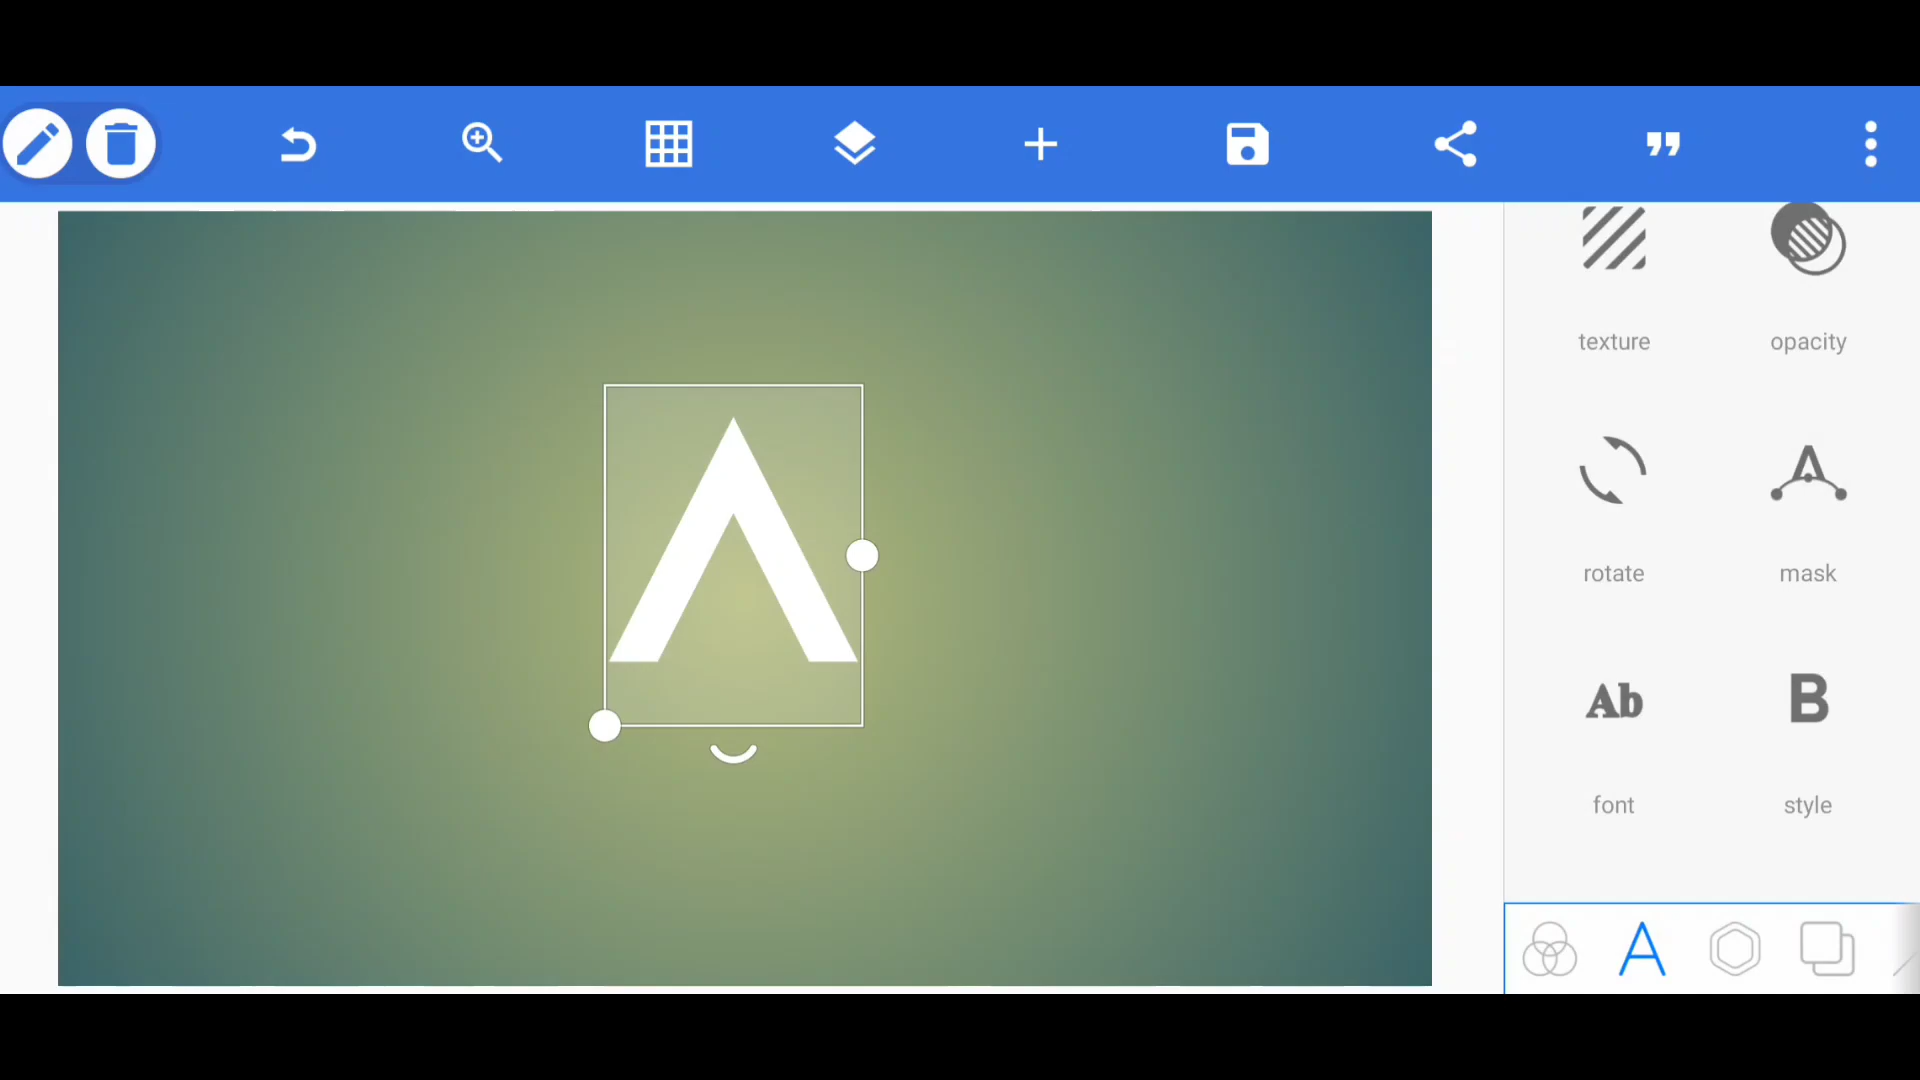 texture
opacity
Λ
rotate
mask
Ab
B
font
style
A